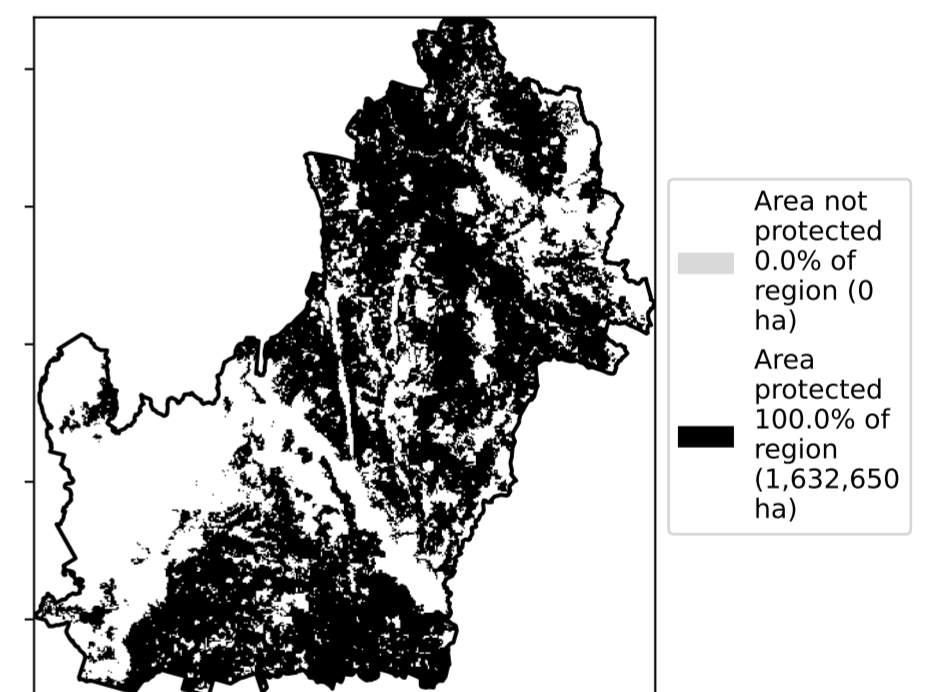 Area not
protected
0.0% of
region (0
ha)
Area
protected
100.0% of
region
(1,632,650
ha)